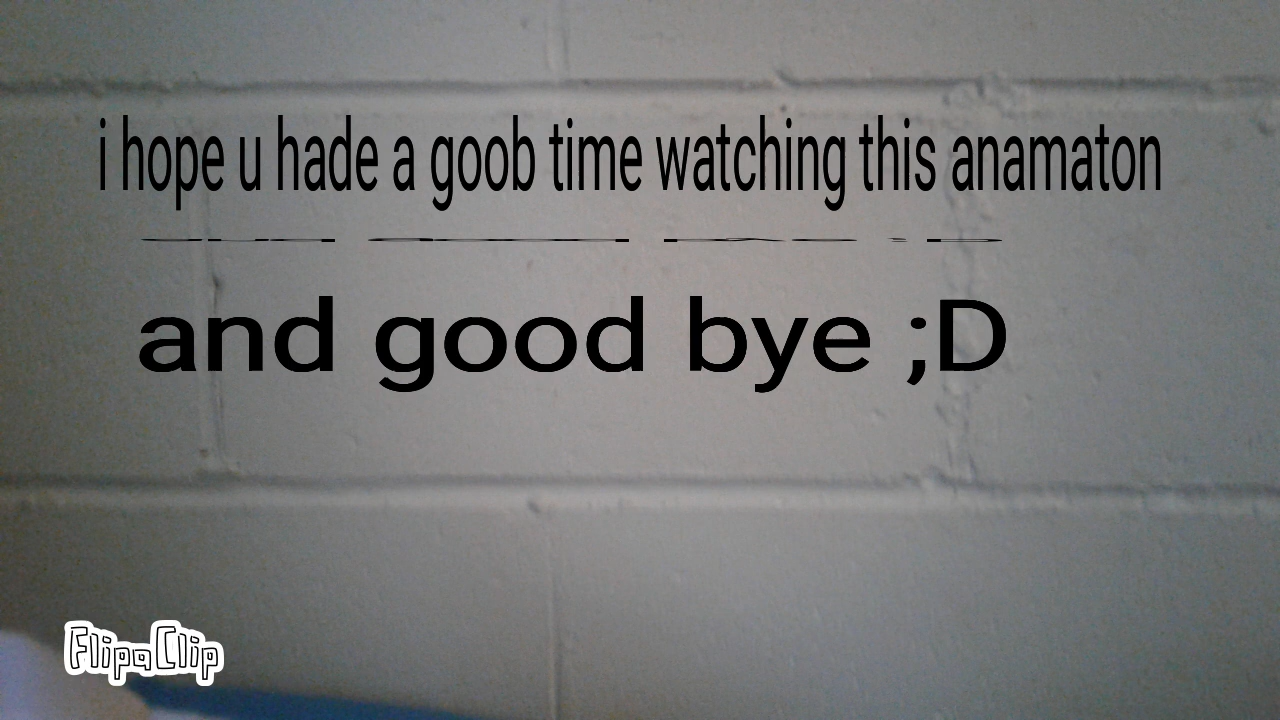 i hope u hade a goob time watching this anamaton
and good bye ;D
FlipaClip